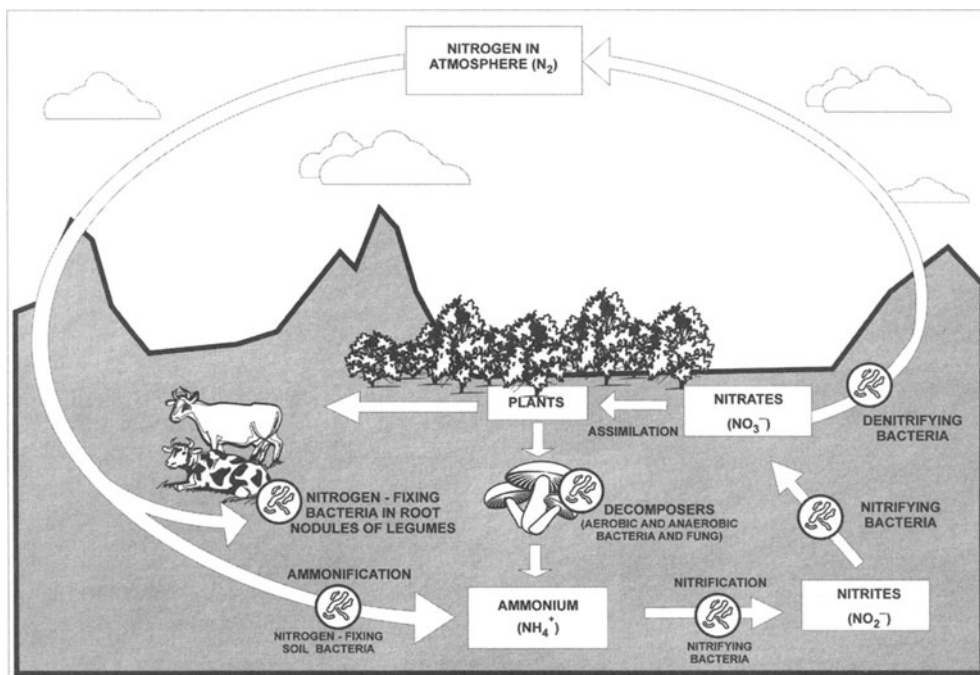 NITROGEN IN
ATMOSPHERE (N₂)
PLANTS
NITRATES
(NO₃⁻)
ASSIMILATION
DENITRIFYING
BACTERIA
NITROGEN - FIXING
BACTERIA IN ROOT
NODULES OF LEGUMES
DECOMPOSERS
(AEROBIC AND ANAEROBIC
BACTERIA AND FUNG)
NITRIFYING
BACTERIA
AMMONIFICATION
NITROGEN - FIXING
SOIL BACTERIA
AMMONIUM
(NH₄⁺)
NITRIFICATION
NITRIFYING
BACTERIA
NITRITES
(NO₂⁻)